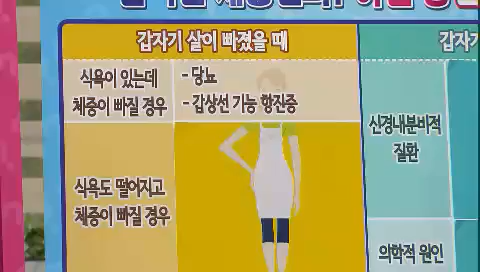 갑자기 살이 빠졌을 때
갑자기
식욕이 있는데
체중이 빠질 경우
- 당뇨
- 갑상선 기능 항진증
신경내분비적
질환
식욕도 떨어지고
체중이 빠질 경우
의학적 원인